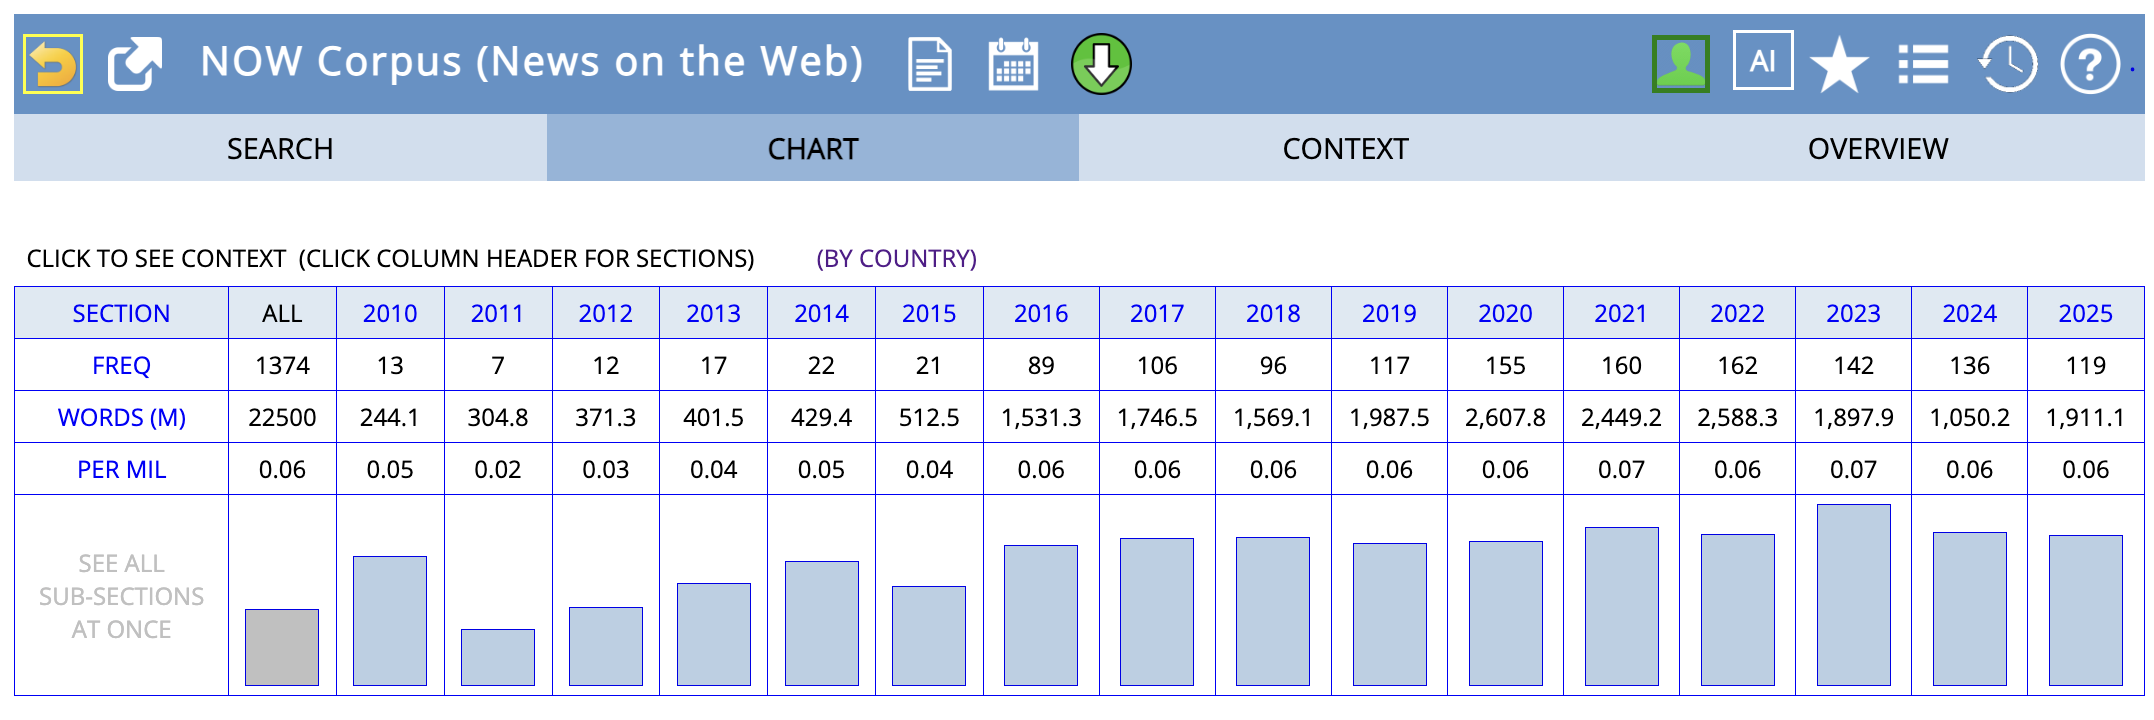 NOW Corpus (News on the Web)
AI
?
SEARCH CHART CONTEXT OVERVIEW
CLICK TO SEE CONTEXT (CLICK COLUMN HEADER FOR SECTIONS) (BY COUNTRY)
SECTION ALL 2010 2011 2012 2013 2014 2015 2016 2017 2018 2019 2020 2021 2022 2023 2024 2025
FREQ 1374 13 7 12 17 22 21 89 106 96 117 155 160 162 142 136 119
WORDS (M) 22500 244.1 304.8 371.3 401.5 429.4 512.5 1,531.3 1,746.5 1,569.1 1,987.5 2,607.8 2,449.2 2,588.3 1,897.9 1,050.2 1,911.1
PER MIL 0.06 0.05 0.02 0.03 0.04 0.05 0.04 0.06 0.06 0.06 0.06 0.06 0.07 0.06 0.07 0.06 0.06
SEE ALL
SUB-SECTIONS
AT ONCE